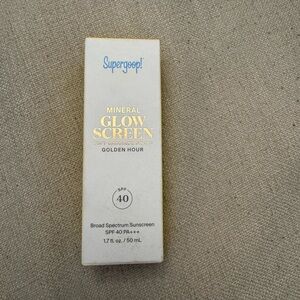 Supergoop!
MINERAL
GLOW
SCREEN
GOLDEN HOUR
SPF
40
Broad Spectrum Sunscreen
SPF 40 PA+++
1.7 fl. oz. / 50 mL